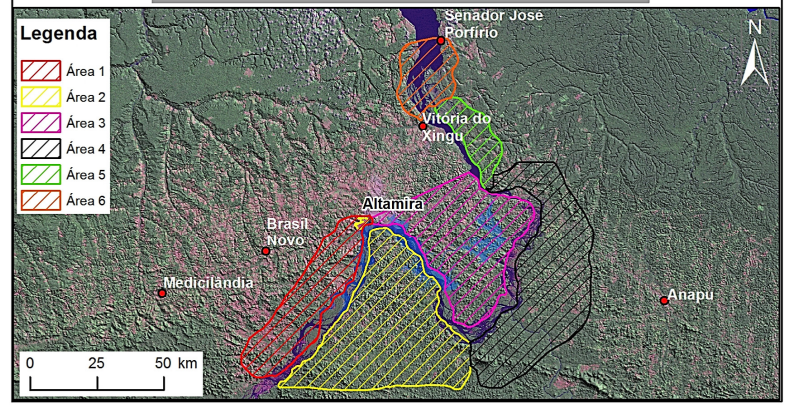 Legenda
Área 1
Área 2
Área 3
Área 4
Área 5
Área 6
Senador José
Porfírio
N
Vitória do
Xingu
Altamira
Brasil
Novo
Medicilândia
Anapu
0 25 50 km